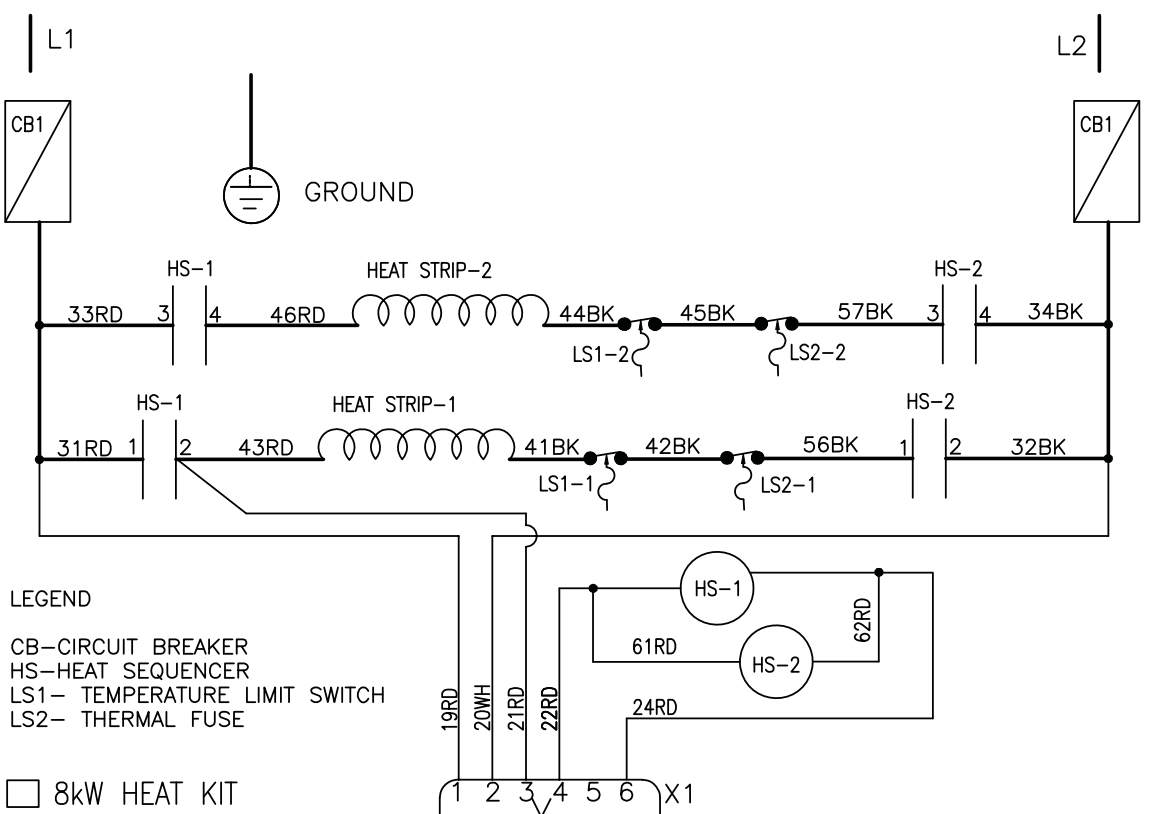 L1
L2
CB1
CB1
GROUND
HS-1
HEAT STRIP-2
HS-2
33RD 3 4 46RD 44BK 45BK 57BK 3 4 34BK
LS1-2
LS2-2
HS-1
HEAT STRIP-1
HS-2
31RD 1 2 43RD 41BK 42BK 56BK 1 2 32BK
LS1-1
LS2-1
HS-1
62RD
61RD
HS-2
19RD
20WH
21RD
22RD
24RD
LEGEND
CB-CIRCUIT BREAKER
HS-HEAT SEQUENCER
LS1- TEMPERATURE LIMIT SWITCH
LS2- THERMAL FUSE
8kW HEAT KIT
1 2 3 4 5 6 X1